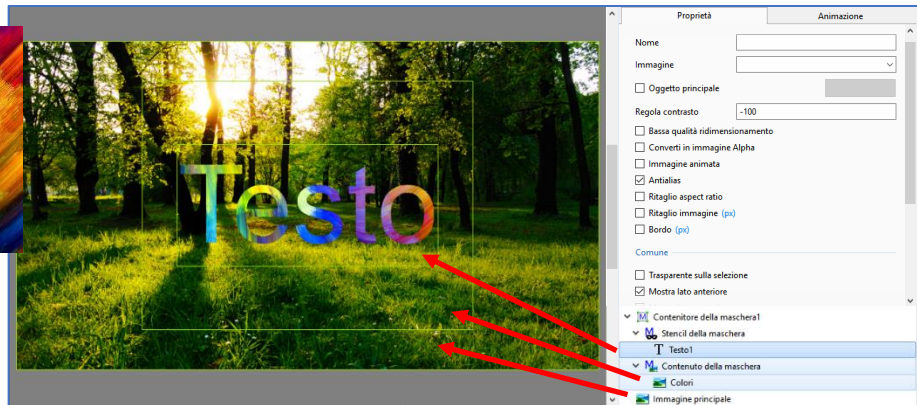 Testo
Proprietà
Animazione
Nome
Immagine
Oggetto principale
Regola contrasto
-100
Bassa qualità ridimensionamento
Converti in immagine Alpha
Immagine animata
Antialias
Ritaglio aspect ratio
Ritaglio immagine (px)
Bordo (px)
Comune
Trasparente sulla selezione
Mostra lato anteriore
[M] Contenitore della maschera1
M Stencil della maschera
T Testo1
M Contenuto della maschera
Colori
Immagine principale